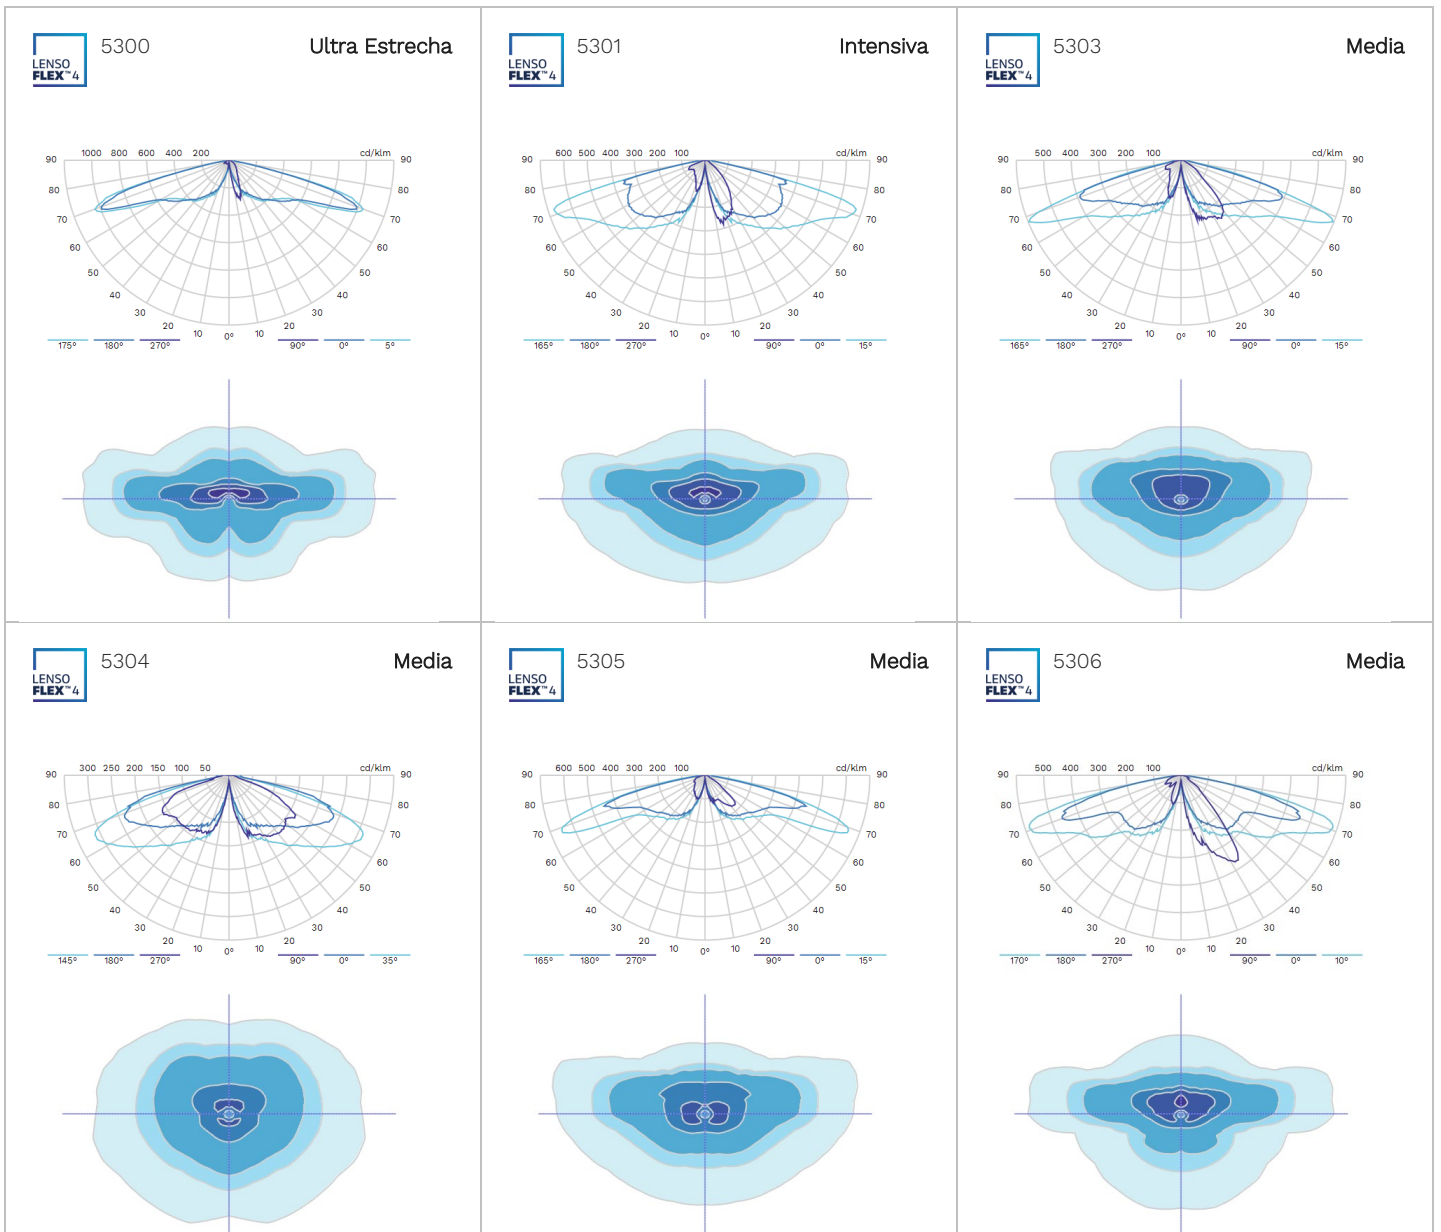 LENSO
FLEX™4
5300
Ultra Estrecha
1000 800 600 400 200 cd/klm
90 90
80 80
70 70
60 60
50 50
40 40
30 30
20 20
10 0° 10
175° 180° 270° 90° 0° 5°
LENSO
FLEX™4
5301
Intensiva
600 500 400 300 200 100 cd/klm
90 90
80 80
70 70
60 60
50 50
40 40
30 30
20 20
10 0° 10
165° 180° 270° 90° 0° 15°
LENSO
FLEX™4
5303
Media
500 400 300 200 100 cd/klm
90 90
80 80
70 70
60 60
50 50
40 40
30 30
20 20
10 0° 10
165° 180° 270° 90° 0° 15°
LENSO
FLEX™4
5304
Media
300 250 200 150 100 50 cd/klm
90 90
80 80
70 70
60 60
50 50
40 40
30 30
20 20
10 0° 10
145° 180° 270° 90° 0° 35°
LENSO
FLEX™4
5305
Media
600 500 400 300 200 100 cd/klm
90 90
80 80
70 70
60 60
50 50
40 40
30 30
20 20
10 0° 10
165° 180° 270° 90° 0° 15°
LENSO
FLEX™4
5306
Media
500 400 300 200 100 cd/klm
90 90
80 80
70 70
60 60
50 50
40 40
30 30
20 20
10 0° 10
170° 180° 270° 90° 0° 10°